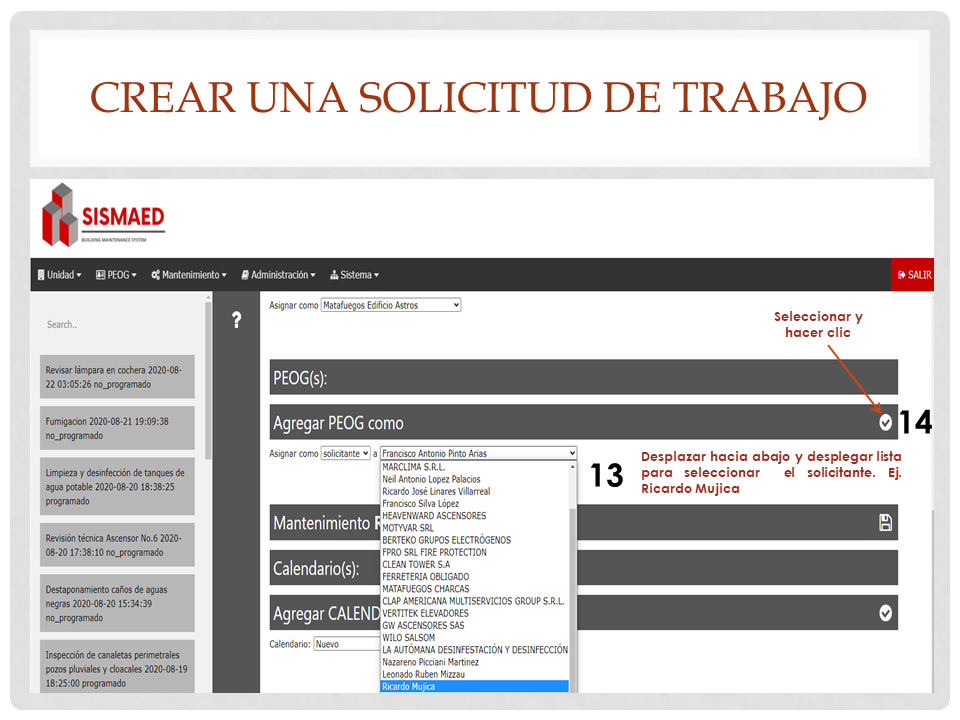 CREAR UNA SOLICITUD DE TRABAJO
SISMAED
BUILDING MAINTENANCE SYSTEM
Unidad PEOG Mantenimiento Administración Sistema SALIR
Search..
Revisar lámpara en cochera 2020-08-
22 03:05:26 no_programado
Fumigacion 2020-08-21 19:09:38
no_programado
Limpieza y desinfección de tanques de
agua potable 2020-08-20 18:38:25
programado
Revisión técnica Ascensor No.6 2020-
08-20 17:38:10 no_programado
Destaponamiento caños de aguas
negras 2020-08-20 15:34:39
no_programado
Inspección de canaletas perimetrales
pozos pluviales y cloacales 2020-08-19
18:25:00 programado
?
Asignar como Matafuegos Edificio Astros
Seleccionar y
hacer clic
PEOG(s):
Agregar PEOG como
14
Asignar como solicitante a Francisco Antonio Pinto Arias
MARCLIMA S.R.L.
Neil Antonio Lopez Palacios
Ricardo José Linares Villarreal
Francisco Silva López
HEAVENWARD ASCENSORES
MOTYVAR SRL
BERTEKO GRUPOS ELECTRÓGENOS
FPRO SRL FIRE PROTECTION
CLEAN TOWER S.A
FERRETERIA OBLIGADO
MATAFUEGOS CHARCAS
CLAP AMERICANA MULTISERVICIOS GROUP S.R.L.
VERTITEK ELEVADORES
GW ASCENSORES SAS
WILO SALSOM
LA AUTÓMANA DESINFESTACIÓN Y DESINFECCIÓN
Nazareno Picciani Martinez
Leonado Ruben Mizzau
Ricardo Mujica
13
Desplazar hacia abajo y desplegar lista
para seleccionar el solicitante. Ej.
Ricardo Mujica
Mantenimiento
Calendario(s):
Agregar CALEND
Calendario: Nuevo